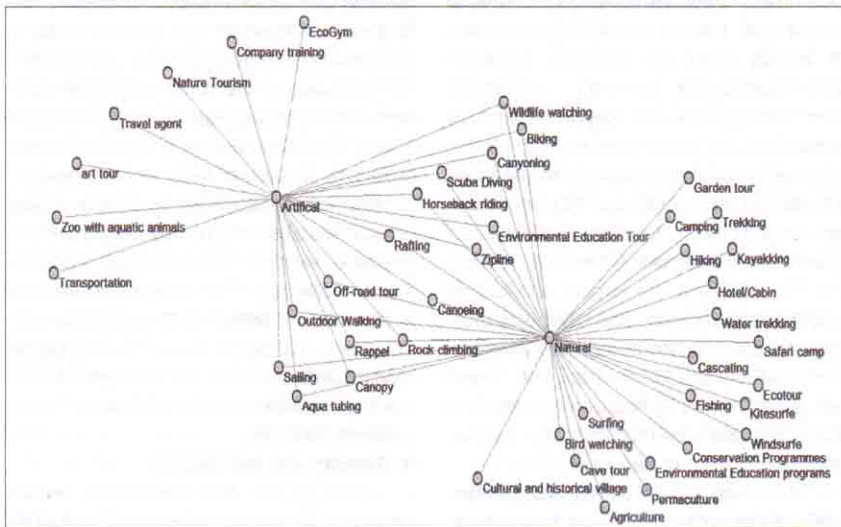 EcoGym
Company training
Nature Tourism
Travel agent
art tour
Zoo with aquatic animals
Transportation
Artifical
Wildlife watching
Biking
Canyoning
Scuba Diving
Horseback riding
Environmental Education Tour
Rafting
Zipline
Off-road tour
Canoeing
Outdoor Walking
Rappel
Rock climbing
Sailing
Canopy
Aqua tubing
Natural
Garden tour
Camping
Trekking
Hiking
Kayakking
Hotel/Cabin
Water trekking
Safari camp
Cascating
Ecotour
Fishing
Kitesurfe
Surfing
Windsurfe
Bird watching
Conservation Programmes
Cave tour
Environmental Education programs
Cultural and historical village
Permaculture
Agriculture